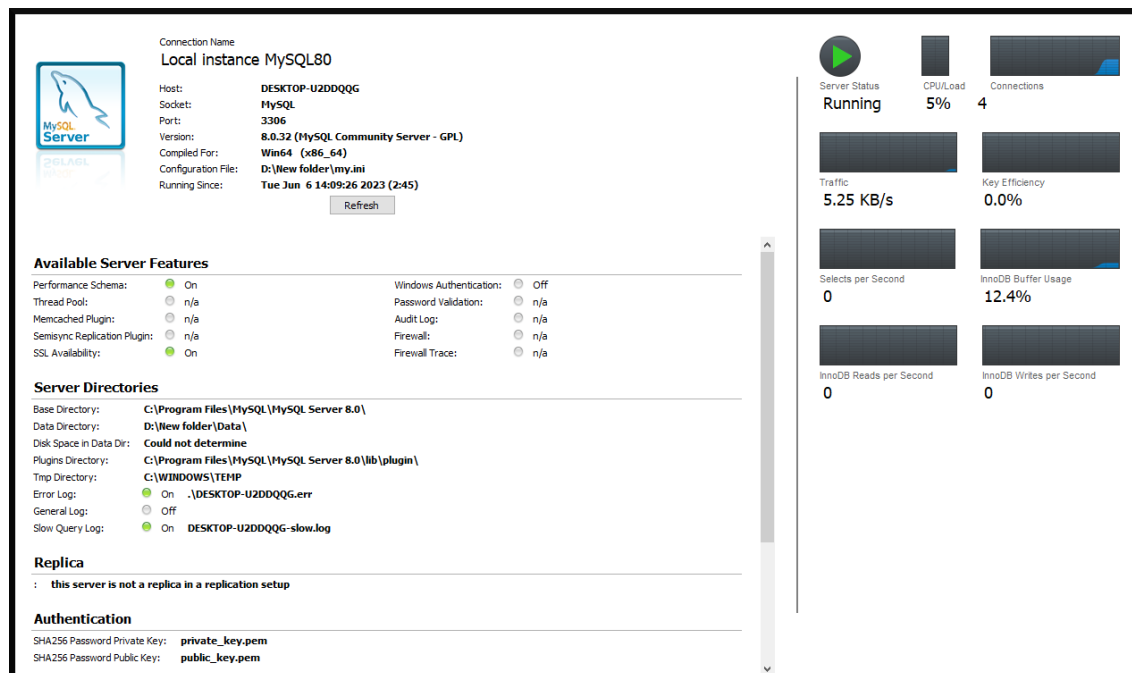 Connection Name
Local instance MySQL80
MySQL
Server
Host: DESKTOP-U2DDQQG
Socket: MySQL
Port: 3306
Version: 8.0.32 (MySQL Community Server - GPL)
Compiled For: Win64 (x86_64)
Configuration File: D:\New folder\my.ini
Running Since: Tue Jun 6 14:09:26 2023 (2:45)
Refresh
Available Server Features
Performance Schema: On Windows Authentication: Off
Thread Pool: n/a Password Validation: n/a
Memcached Plugin: n/a Audit Log: n/a
Semisync Replication Plugin: n/a Firewall: n/a
SSL Availability: On Firewall Trace: n/a
Server Directories
Base Directory: C:\Program Files\MySQL\MySQL Server 8.0\
Data Directory: D:\New folder\Data\
Disk Space in Data Dir: Could not determine
Plugins Directory: C:\Program Files\MySQL\MySQL Server 8.0\lib\plugin\
Tmp Directory: C:\WINDOWS\TEMP
Error Log: On .\DESKTOP-U2DDQQG.err
General Log: Off
Slow Query Log: On DESKTOP-U2DDQQG-slow.log
Replica
: this server is not a replica in a replication setup
Authentication
SHA256 Password Private Key: private_key.pem
SHA256 Password Public Key: public_key.pem
Server Status CPU/Load Connections
Running 5% 4
Traffic Key Efficiency
5.25 KB/s 0.0%
Selects per Second InnoDB Buffer Usage
0 12.4%
InnoDB Reads per Second InnoDB Writes per Second
0 0